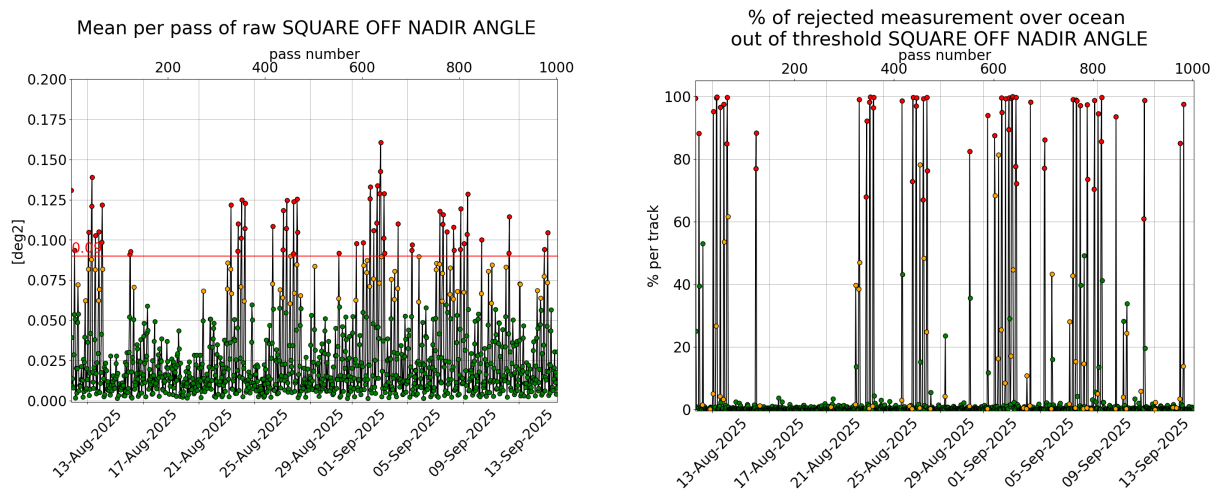 Mean per pass of raw SQUARE OFF NADIR ANGLE
pass number
200 400 600 800 1000
0.200
0.175
0.150
0.125
0.100
0.075
0.050
0.025
0.000
[deg2]
13-Aug-2025 17-Aug-2025 21-Aug-2025 25-Aug-2025 29-Aug-2025 01-Sep-2025 05-Sep-2025 09-Sep-2025 13-Sep-2025
% of rejected measurement over ocean
out of threshold SQUARE OFF NADIR ANGLE
pass number
200 400 600 800 1000
100
80
60
40
20
0
% per track
13-Aug-2025 17-Aug-2025 21-Aug-2025 25-Aug-2025 29-Aug-2025 01-Sep-2025 05-Sep-2025 09-Sep-2025 13-Sep-2025